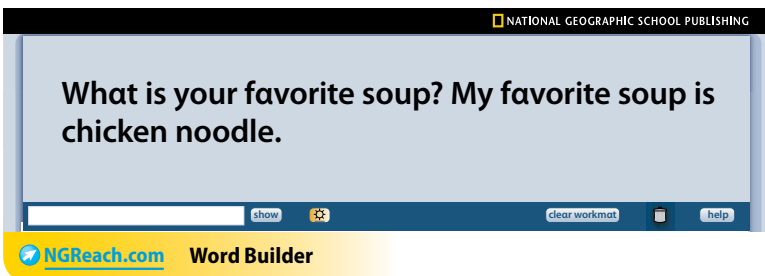 NATIONAL GEOGRAPHIC SCHOOL PUBLISHING
What is your favorite soup? My favorite soup is
chicken noodle.
show clear workmat help
NGReach.com Word Builder